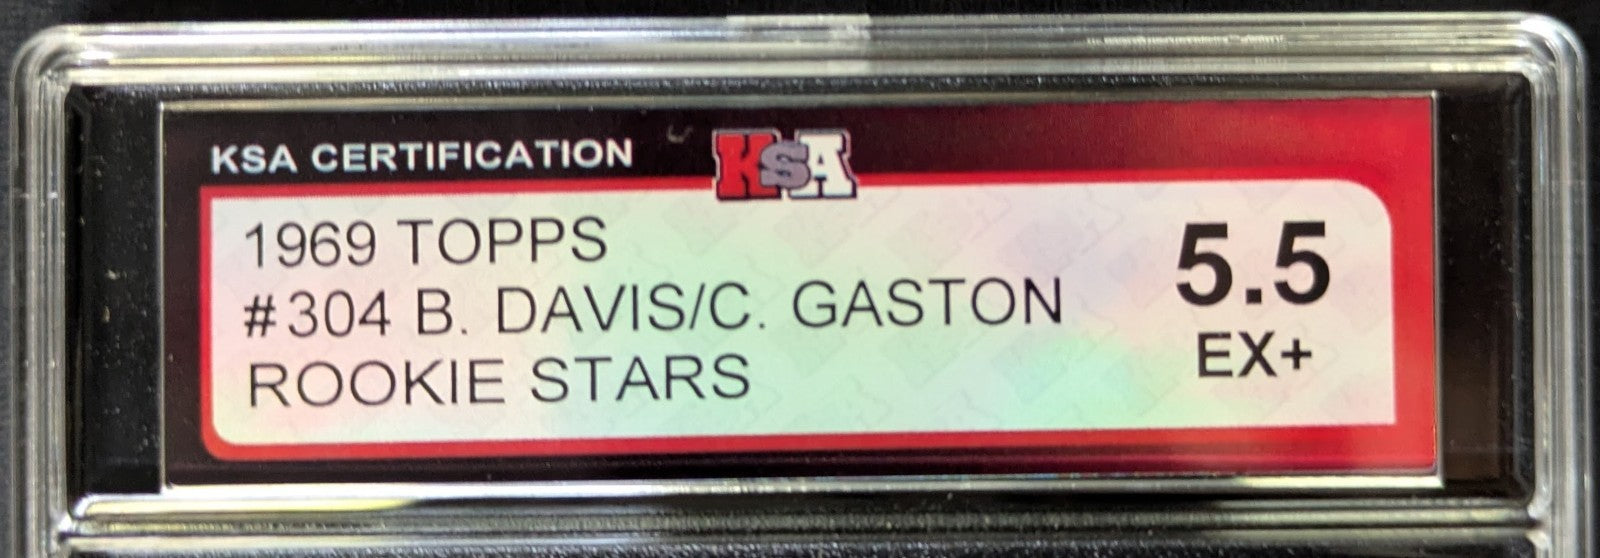 KSA CERTIFICATION
KSA
1969 TOPPS
#304 B. DAVIS/C. GASTON
ROOKIE STARS
5.5
EX+